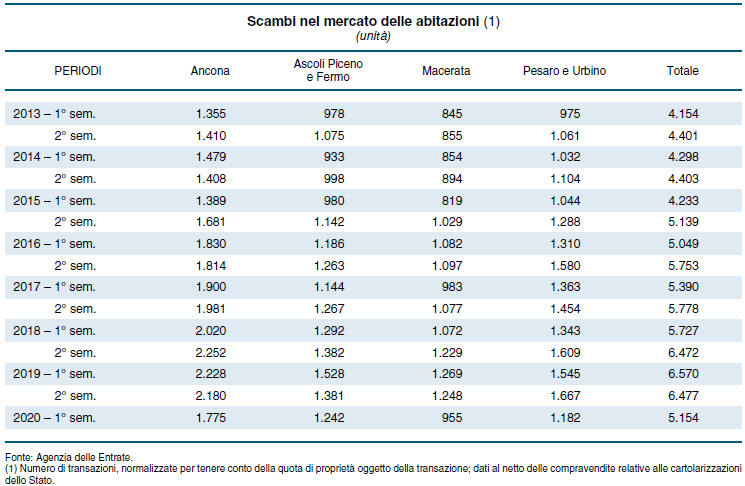 Scambi nel mercato delle abitazioni (1)
(unità)
PERIODI Ancona Ascoli Piceno e Fermo Macerata Pesaro e Urbino Totale
2013 – 1° sem. 1.355 978 845 975 4.154
2° sem. 1.410 1.075 855 1.061 4.401
2014 – 1° sem. 1.479 933 854 1.032 4.298
2° sem. 1.408 998 894 1.104 4.403
2015 – 1° sem. 1.389 980 819 1.044 4.233
2° sem. 1.681 1.142 1.029 1.288 5.139
2016 – 1° sem. 1.830 1.186 1.082 1.310 5.049
2° sem. 1.814 1.263 1.097 1.580 5.753
2017 – 1° sem. 1.900 1.144 983 1.363 5.390
2° sem. 1.981 1.267 1.077 1.454 5.778
2018 – 1° sem. 2.020 1.292 1.072 1.343 5.727
2° sem. 2.252 1.382 1.229 1.609 6.472
2019 – 1° sem. 2.228 1.528 1.269 1.545 6.570
2° sem. 2.180 1.381 1.248 1.667 6.477
2020 – 1° sem. 1.775 1.242 955 1.182 5.154
Fonte: Agenzia delle Entrate.
(1) Numero di transazioni, normalizzate per tenere conto della quota di proprietà oggetto della transazione; dati al netto delle compravendite relative alle cartolarizzazioni
dello Stato.